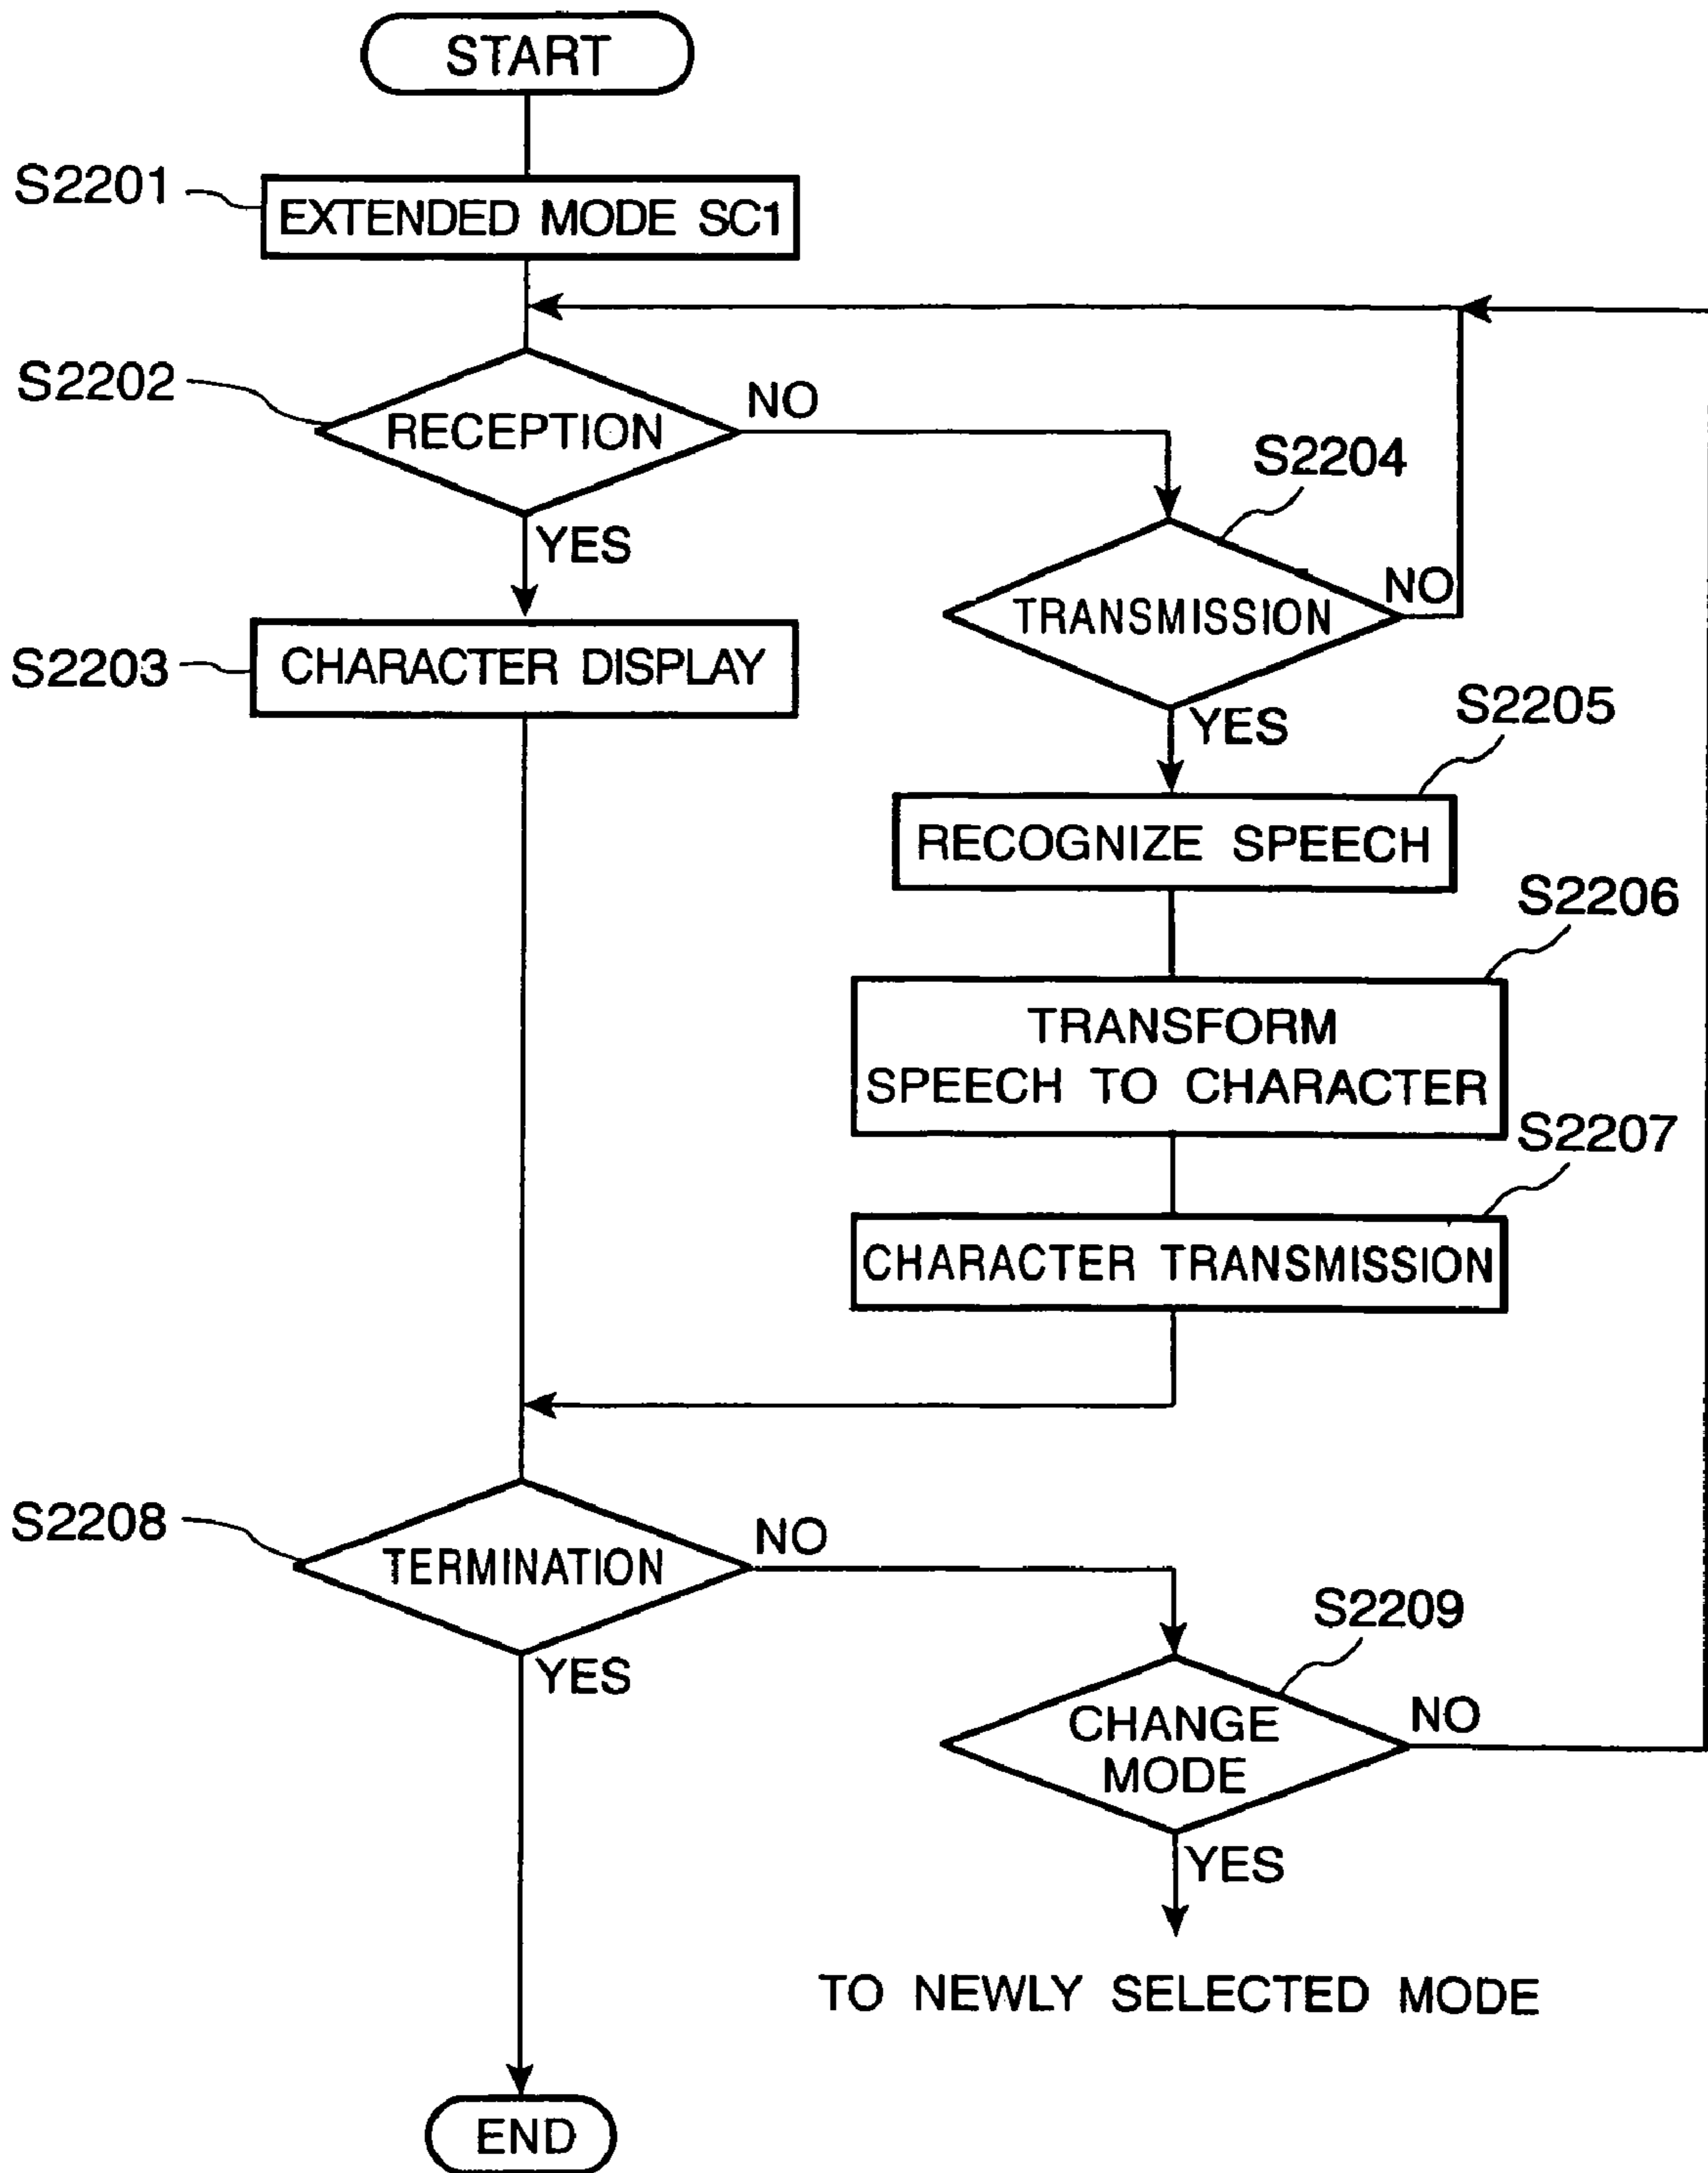 START
S2201
EXTENDED MODE SC1
S2202
RECEPTION
NO
YES
S2204
TRANSMISSION
NO
YES
S2203
CHARACTER DISPLAY
S2205
RECOGNIZE SPEECH
S2206
TRANSFORM
SPEECH TO CHARACTER
S2207
CHARACTER TRANSMISSION
S2208
TERMINATION
NO
YES
S2209
CHANGE
MODE
NO
YES
TO NEWLY SELECTED MODE
END